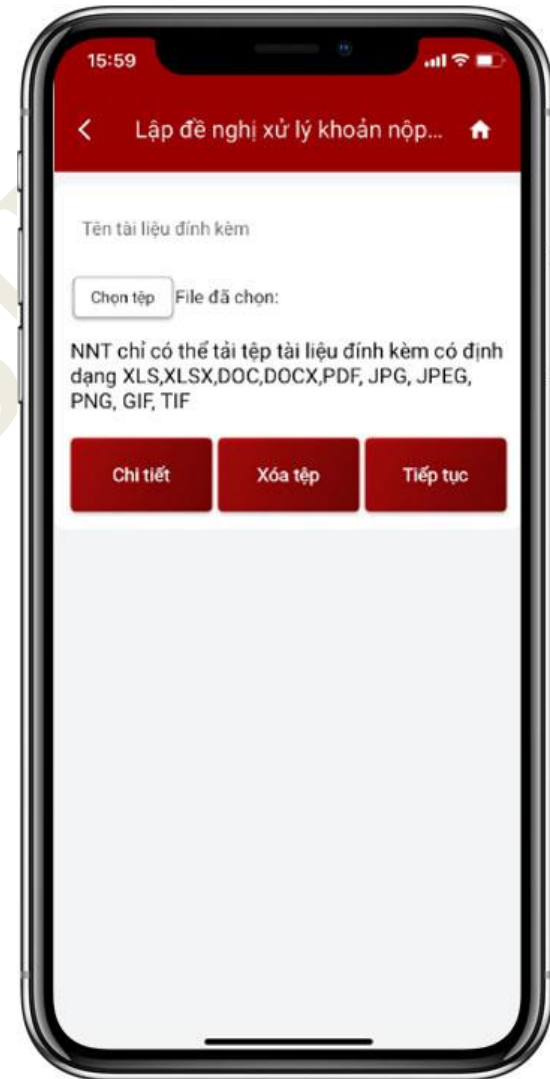 15:59
Lập đề nghị xử lý khoản nộp...
Tên tài liệu đính kèm
Chọn tệp File đã chọn:
NNT chỉ có thể tải tệp tài liệu đính kèm có định
dạng XLS,XLSX,DOC,DOCX,PDF, JPG, JPEG,
PNG, GIF, TIF
Chi tiết Xóa tệp Tiếp tục